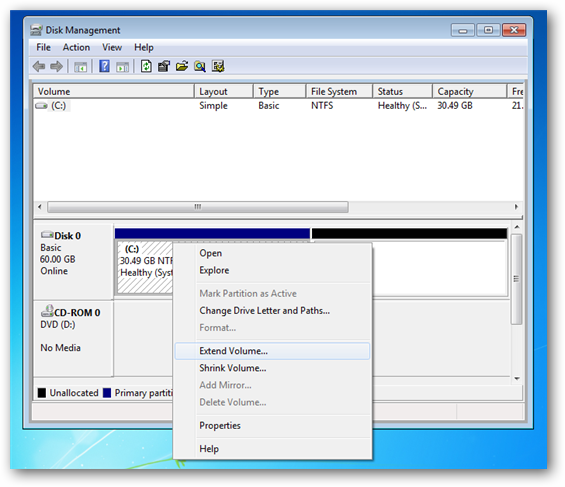 Disk Management
File Action View Help
Volume Layout Type File System Status Capacity Fre
(C:) Simple Basic NTFS Healthy (S... 30.49 GB 21.
Disk 0
Basic
60.00 GB
Online
(C:)
30.49 GB NTF
Healthy (Syst
CD-ROM 0
DVD (D:)
No Media
Unallocated Primary partiti
Open
Explore
Mark Partition as Active
Change Drive Letter and Paths...
Format...
Extend Volume...
Shrink Volume...
Add Mirror...
Delete Volume...
Properties
Help